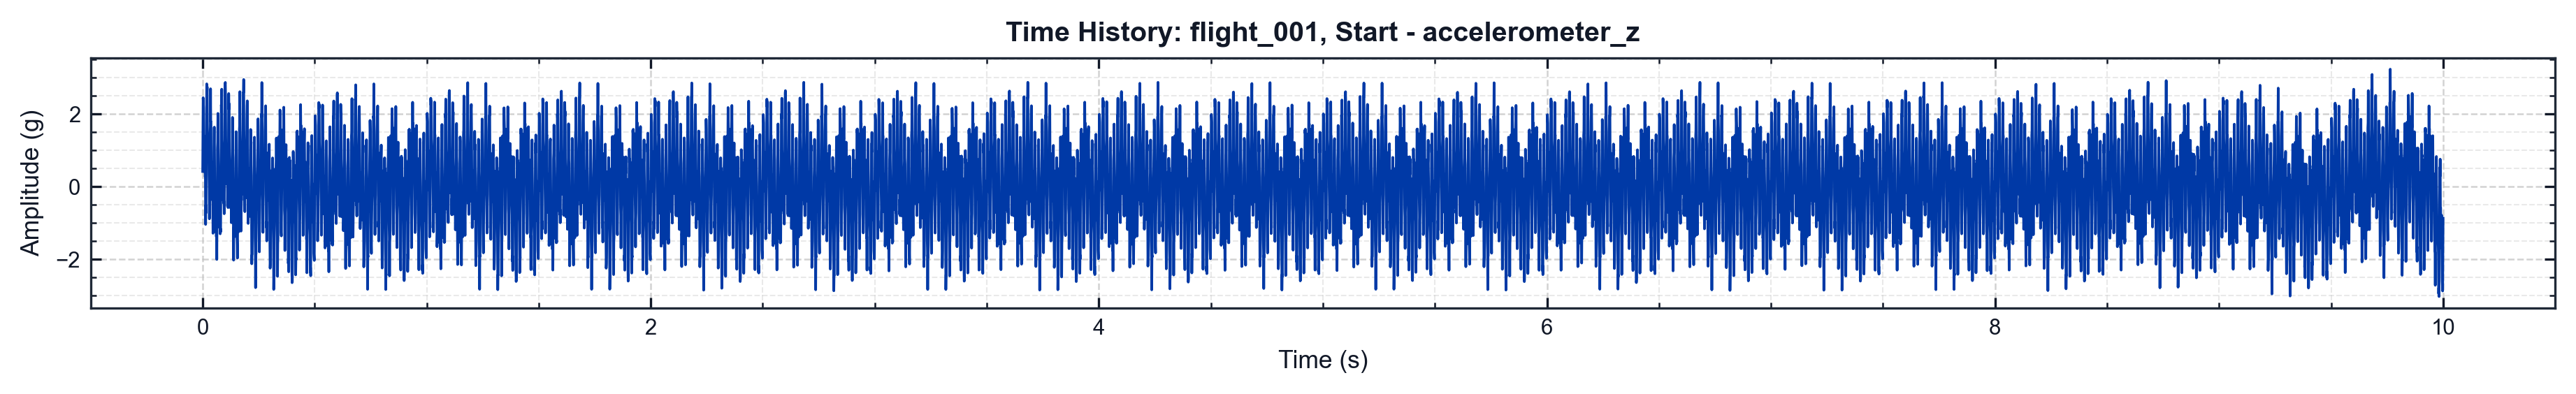 Time History: flight_001, Start - accelerometer_z
Amplitude (g)
2
0
−2
0 2 4 6 8 10
Time (s)